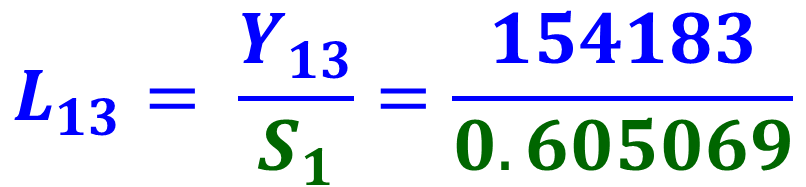 L₁₃ = Y₁₃ / S₁ = 154183 / 0.605069